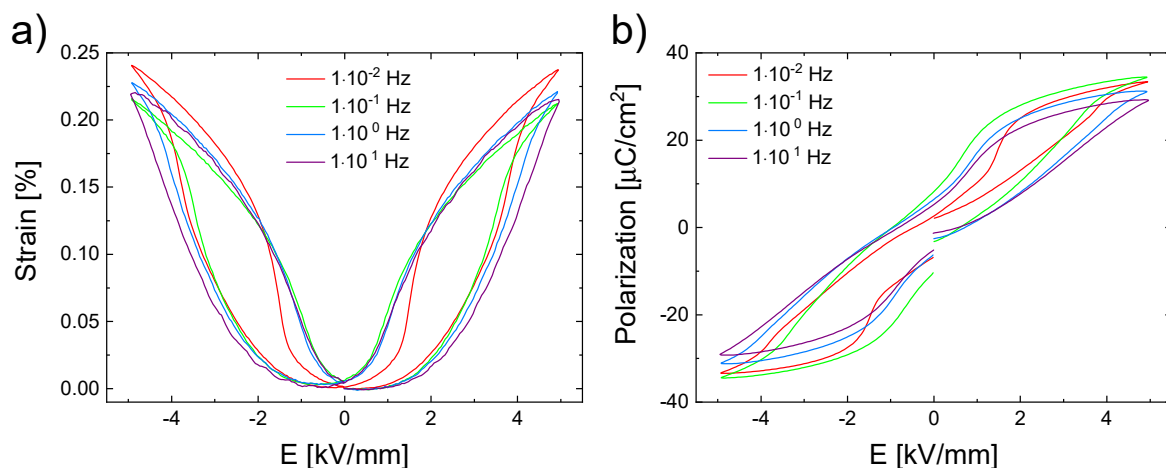 a)
0.25
0.20
0.15
0.10
0.05
0.00
Strain [%]
1·10⁻² Hz
1·10⁻¹ Hz
1·10⁰ Hz
1·10¹ Hz
-4 -2 0 2 4
E [kV/mm]
b)
40
20
0
-20
-40
Polarization [µC/cm²]
1·10⁻² Hz
1·10⁻¹ Hz
1·10⁰ Hz
1·10¹ Hz
-4 -2 0 2 4
E [kV/mm]